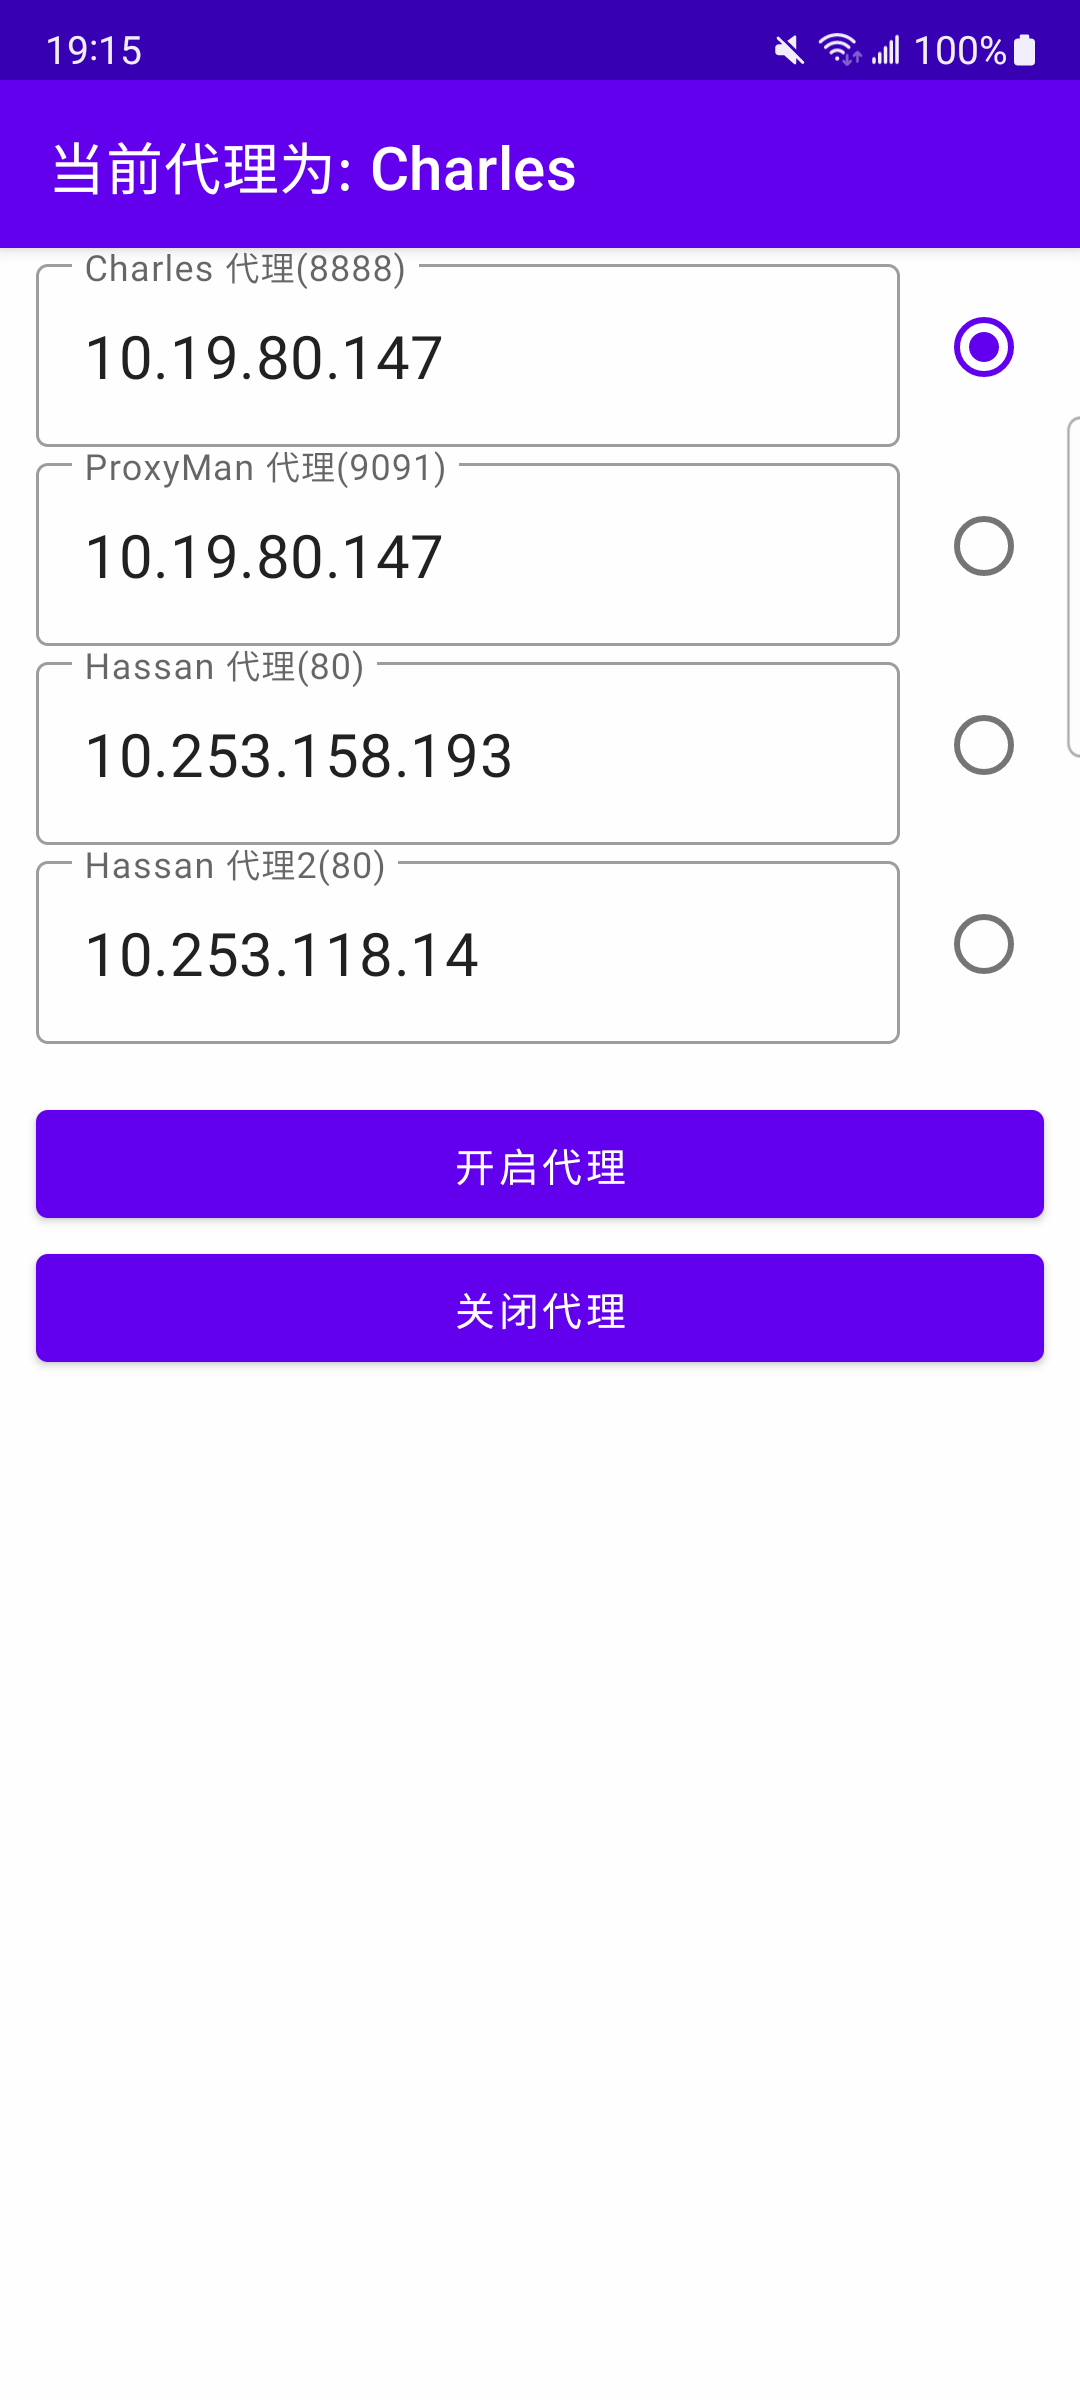 19:15 100%
当前代理为: Charles
Charles 代理(8888)
10.19.80.147
ProxyMan 代理(9091)
10.19.80.147
Hassan 代理(80)
10.253.158.193
Hassan 代理2(80)
10.253.118.14
开启代理
关闭代理